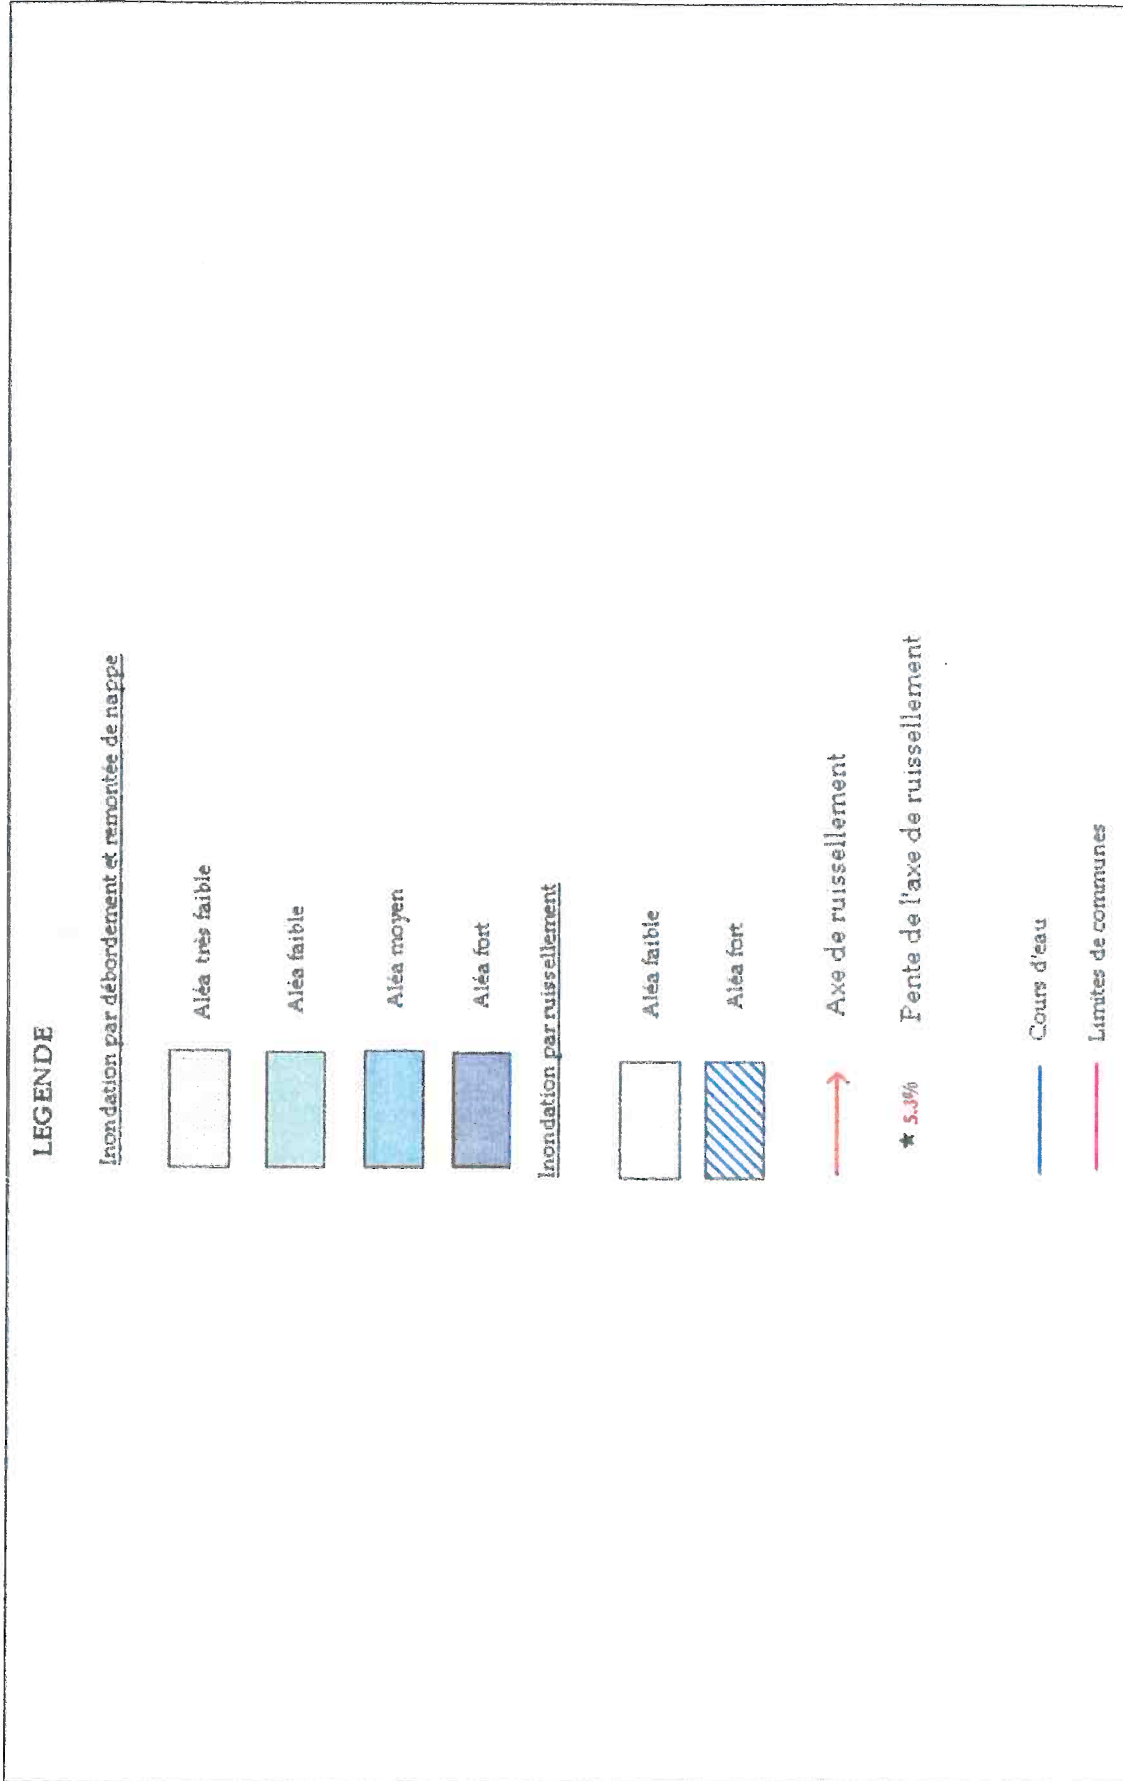 LEGENDE
Inondation par débordement et remontée de nappe
Aléa très faible
Aléa faible
Aléa moyen
Aléa fort
Inondation par ruissellement
Aléa faible
Aléa fort
Axe de ruissellement
★ 5.3% Pente de l'axe de ruissellement
Cours d'eau
Limites de communes